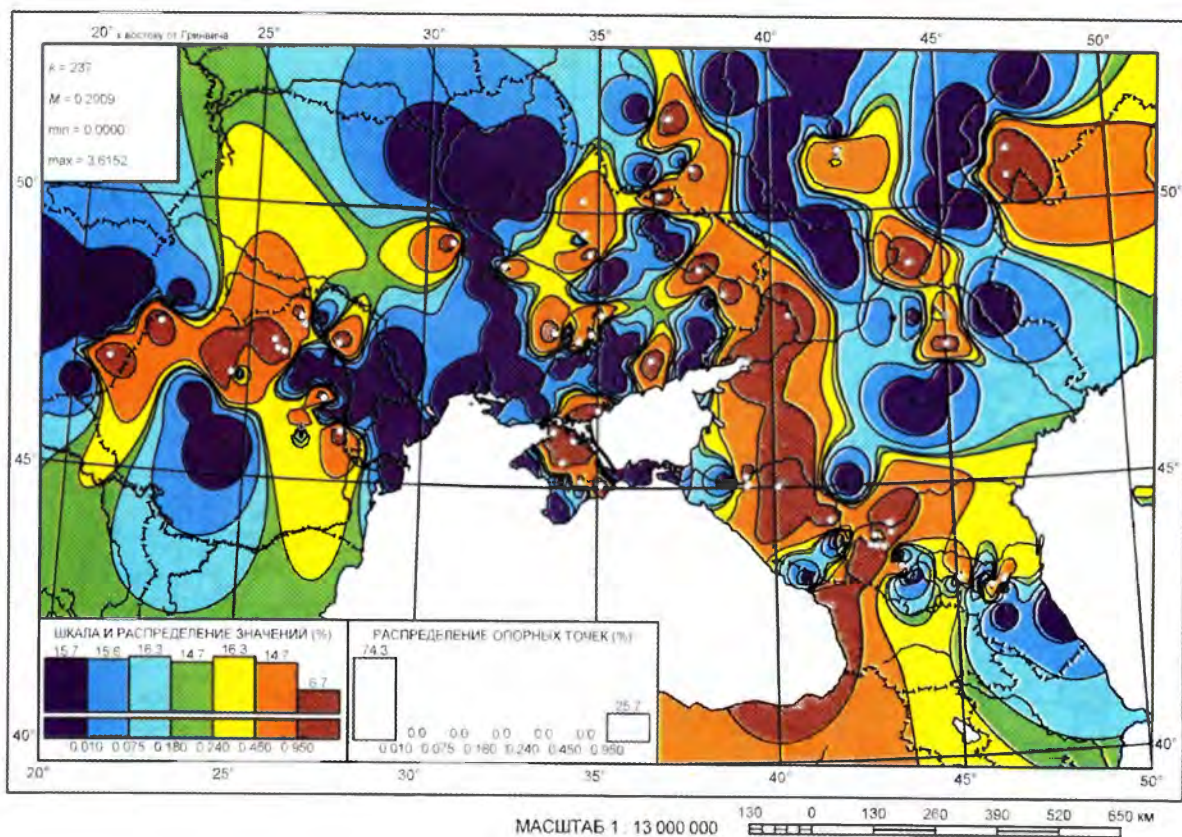 20° к востоку от Гринвича 25° 30° 35° 40° 45° 50°
k = 237
M = 0.2009
min = 0.0000
max = 3.6152
50° 50°
45° 45°
ШКАЛА И РАСПРЕДЕЛЕНИЕ ЗНАЧЕНИЙ (%)
15.7 15.6 16.3 14.7 16.3 14.7 6.7
0.010 0.075 0.180 0.240 0.450 0.950
РАСПРЕДЕЛЕНИЕ ОПОРНЫХ ТОЧЕК (%)
74.3 0.0 0.0 0.0 0.0 0.0 25.7
0.010 0.075 0.180 0.240 0.450 0.950
40° 40°
20° 25° 30° 35° 40° 45° 50°
МАСШТАБ 1 : 13 000 000
130 0 130 260 390 520 650 км